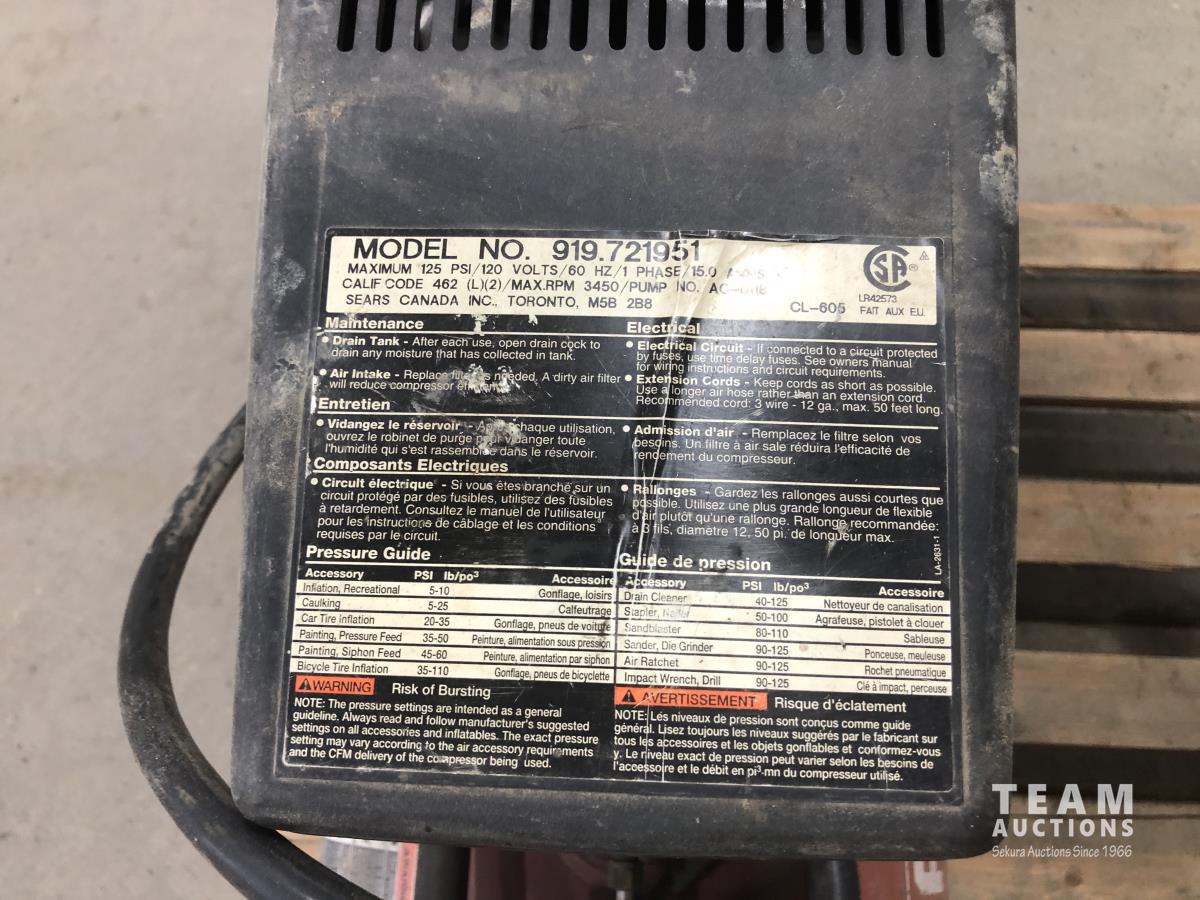 MODEL NO. 919.721951
MAXIMUM 125 PSI/120 VOLTS/60 HZ/1 PHASE/15.0
CALIF CODE 462 (L)(2)/MAX.RPM 3450/PUMP NO.
SEARS CANADA INC., TORONTO, M5B 2B8
CL-605
SA
®
LR42573
FAIT AUX E.U.
Maintenance
• Drain Tank - After each use, open drain cock to
drain any moisture that has collected in tank.
• Air Intake - Replace needed. A dirty air filter
will reduce compressor
Electrical
• Electrical Circuit - If connected to a circuit protected
by fuses, use time delay fuses. See owners manual
for wiring instructions and circuit requirements.
• Extension Cords - Keep cords as short as possible.
Use a longer air hose rather than an extension cord.
Recommended cord: 3 wire - 12 ga., max. 50 feet long.
Entretien
• Vidangez le réservoir - chaque utilisation,
ouvrez le robinet de purge pour vidanger toute
l'humidité qui s'est rassemblée dans le réservoir.
• Admission d'air - Remplacez le filtre selon vos
besoins. Un filtre à air sale réduira l'efficacité de
rendement du compresseur.
Composants Electriques
• Circuit électrique - Si vous êtes branché sur un
circuit protégé par des fusibles, utilisez des fusibles
à retardement. Consultez le manuel de l'utilisateur
pour les instructions de câblage et les conditions
requises par le circuit.
• Rallonges - Gardez les rallonges aussi courtes que
possible. Utilisez une plus grande longueur de flexible
d'air plutôt qu'une rallonge. Rallonge recommandée:
à 3 fils, diamètre 12, 50 pi. de longueur max.
LA-2631-1
Pressure Guide
Accessory PSI lb/po³ Accessoire
Inflation, Recreational 5-10 Gonflage, loisirs
Caulking 5-25 Calfeutrage
Car Tire Inflation 20-35 Gonflage, pneus de voiture
Painting, Pressure Feed 35-50 Peinture, alimentation sous pression
Painting, Siphon Feed 45-60 Peinture, alimentation par siphon
Bicycle Tire Inflation 35-110 Gonflage, pneus de bicyclette
Guide de pression
Accessory PSI lb/po³ Accessoire
Drain Cleaner 40-125 Nettoyeur de canalisation
Stapler, Nailer 50-100 Agrafeuse, pistolet à clouer
Sandblaster 80-110 Sableuse
Sander, Die Grinder 90-125 Ponceuse, meuleuse
Air Ratchet 90-125 Rochet pneumatique
Impact Wrench, Drill 90-125 Clé à impact, perceuse
WARNING Risk of Bursting
NOTE: The pressure settings are intended as a general
guideline. Always read and follow manufacturer's suggested
settings on all accessories and inflatables. The exact pressure
setting may vary according to the air accessory requirements
and the CFM delivery of the compressor being used.
AVERTISSEMENT Risque d'éclatement
NOTE: Les niveaux de pression sont conçus comme guide
général. Lisez toujours les niveaux suggérés par le fabricant sur
tous les accessoires et les objets gonflables et conformez-vous
y. Le niveau exact de pression peut varier selon les besoins de
l'accessoire et le débit en pi³.mn du compresseur utilisé.
TEAM
AUCTIONS
Sekura Auctions Since 1966